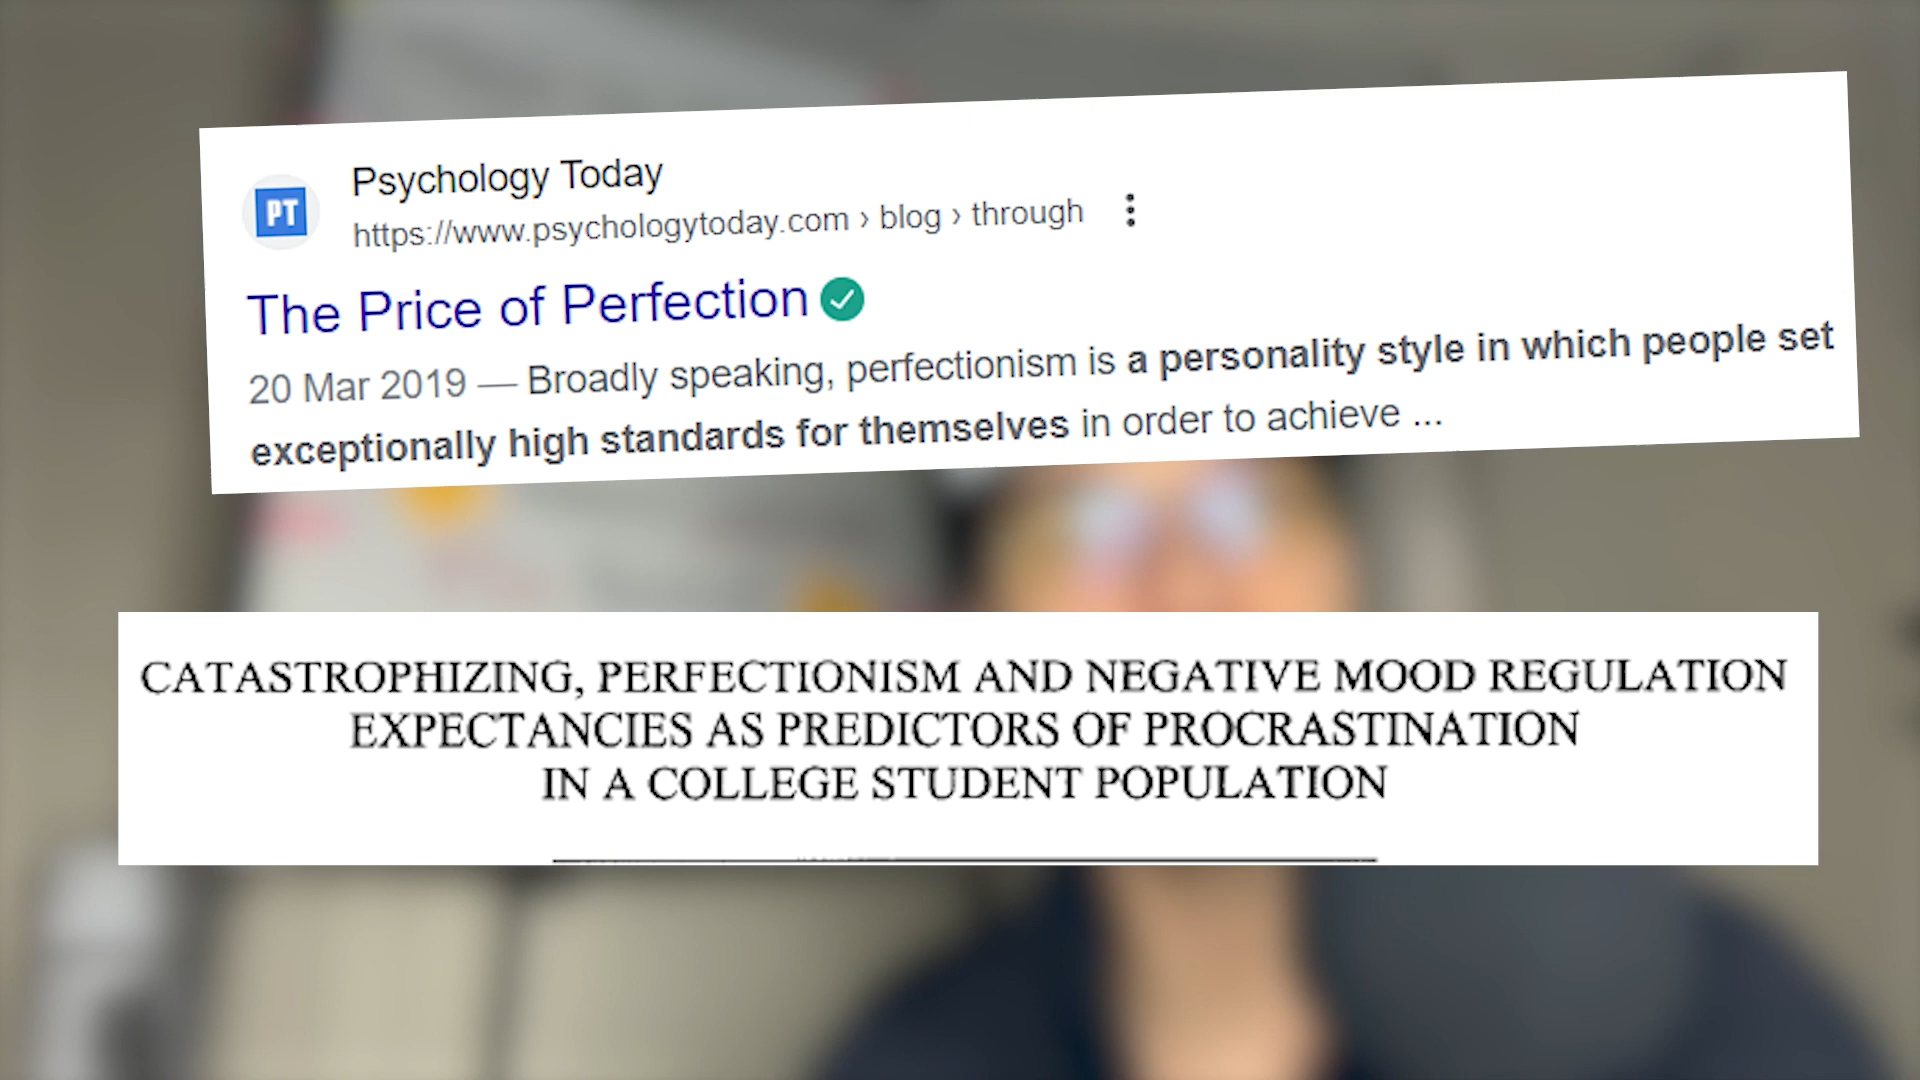 PT
Psychology Today
https://www.psychologytoday.com › blog › through
The Price of Perfection
20 Mar 2019 — Broadly speaking, perfectionism is a personality style in which people set
exceptionally high standards for themselves in order to achieve ...
CATASTROPHIZING, PERFECTIONISM AND NEGATIVE MOOD REGULATION
EXPECTANCIES AS PREDICTORS OF PROCRASTINATION
IN A COLLEGE STUDENT POPULATION